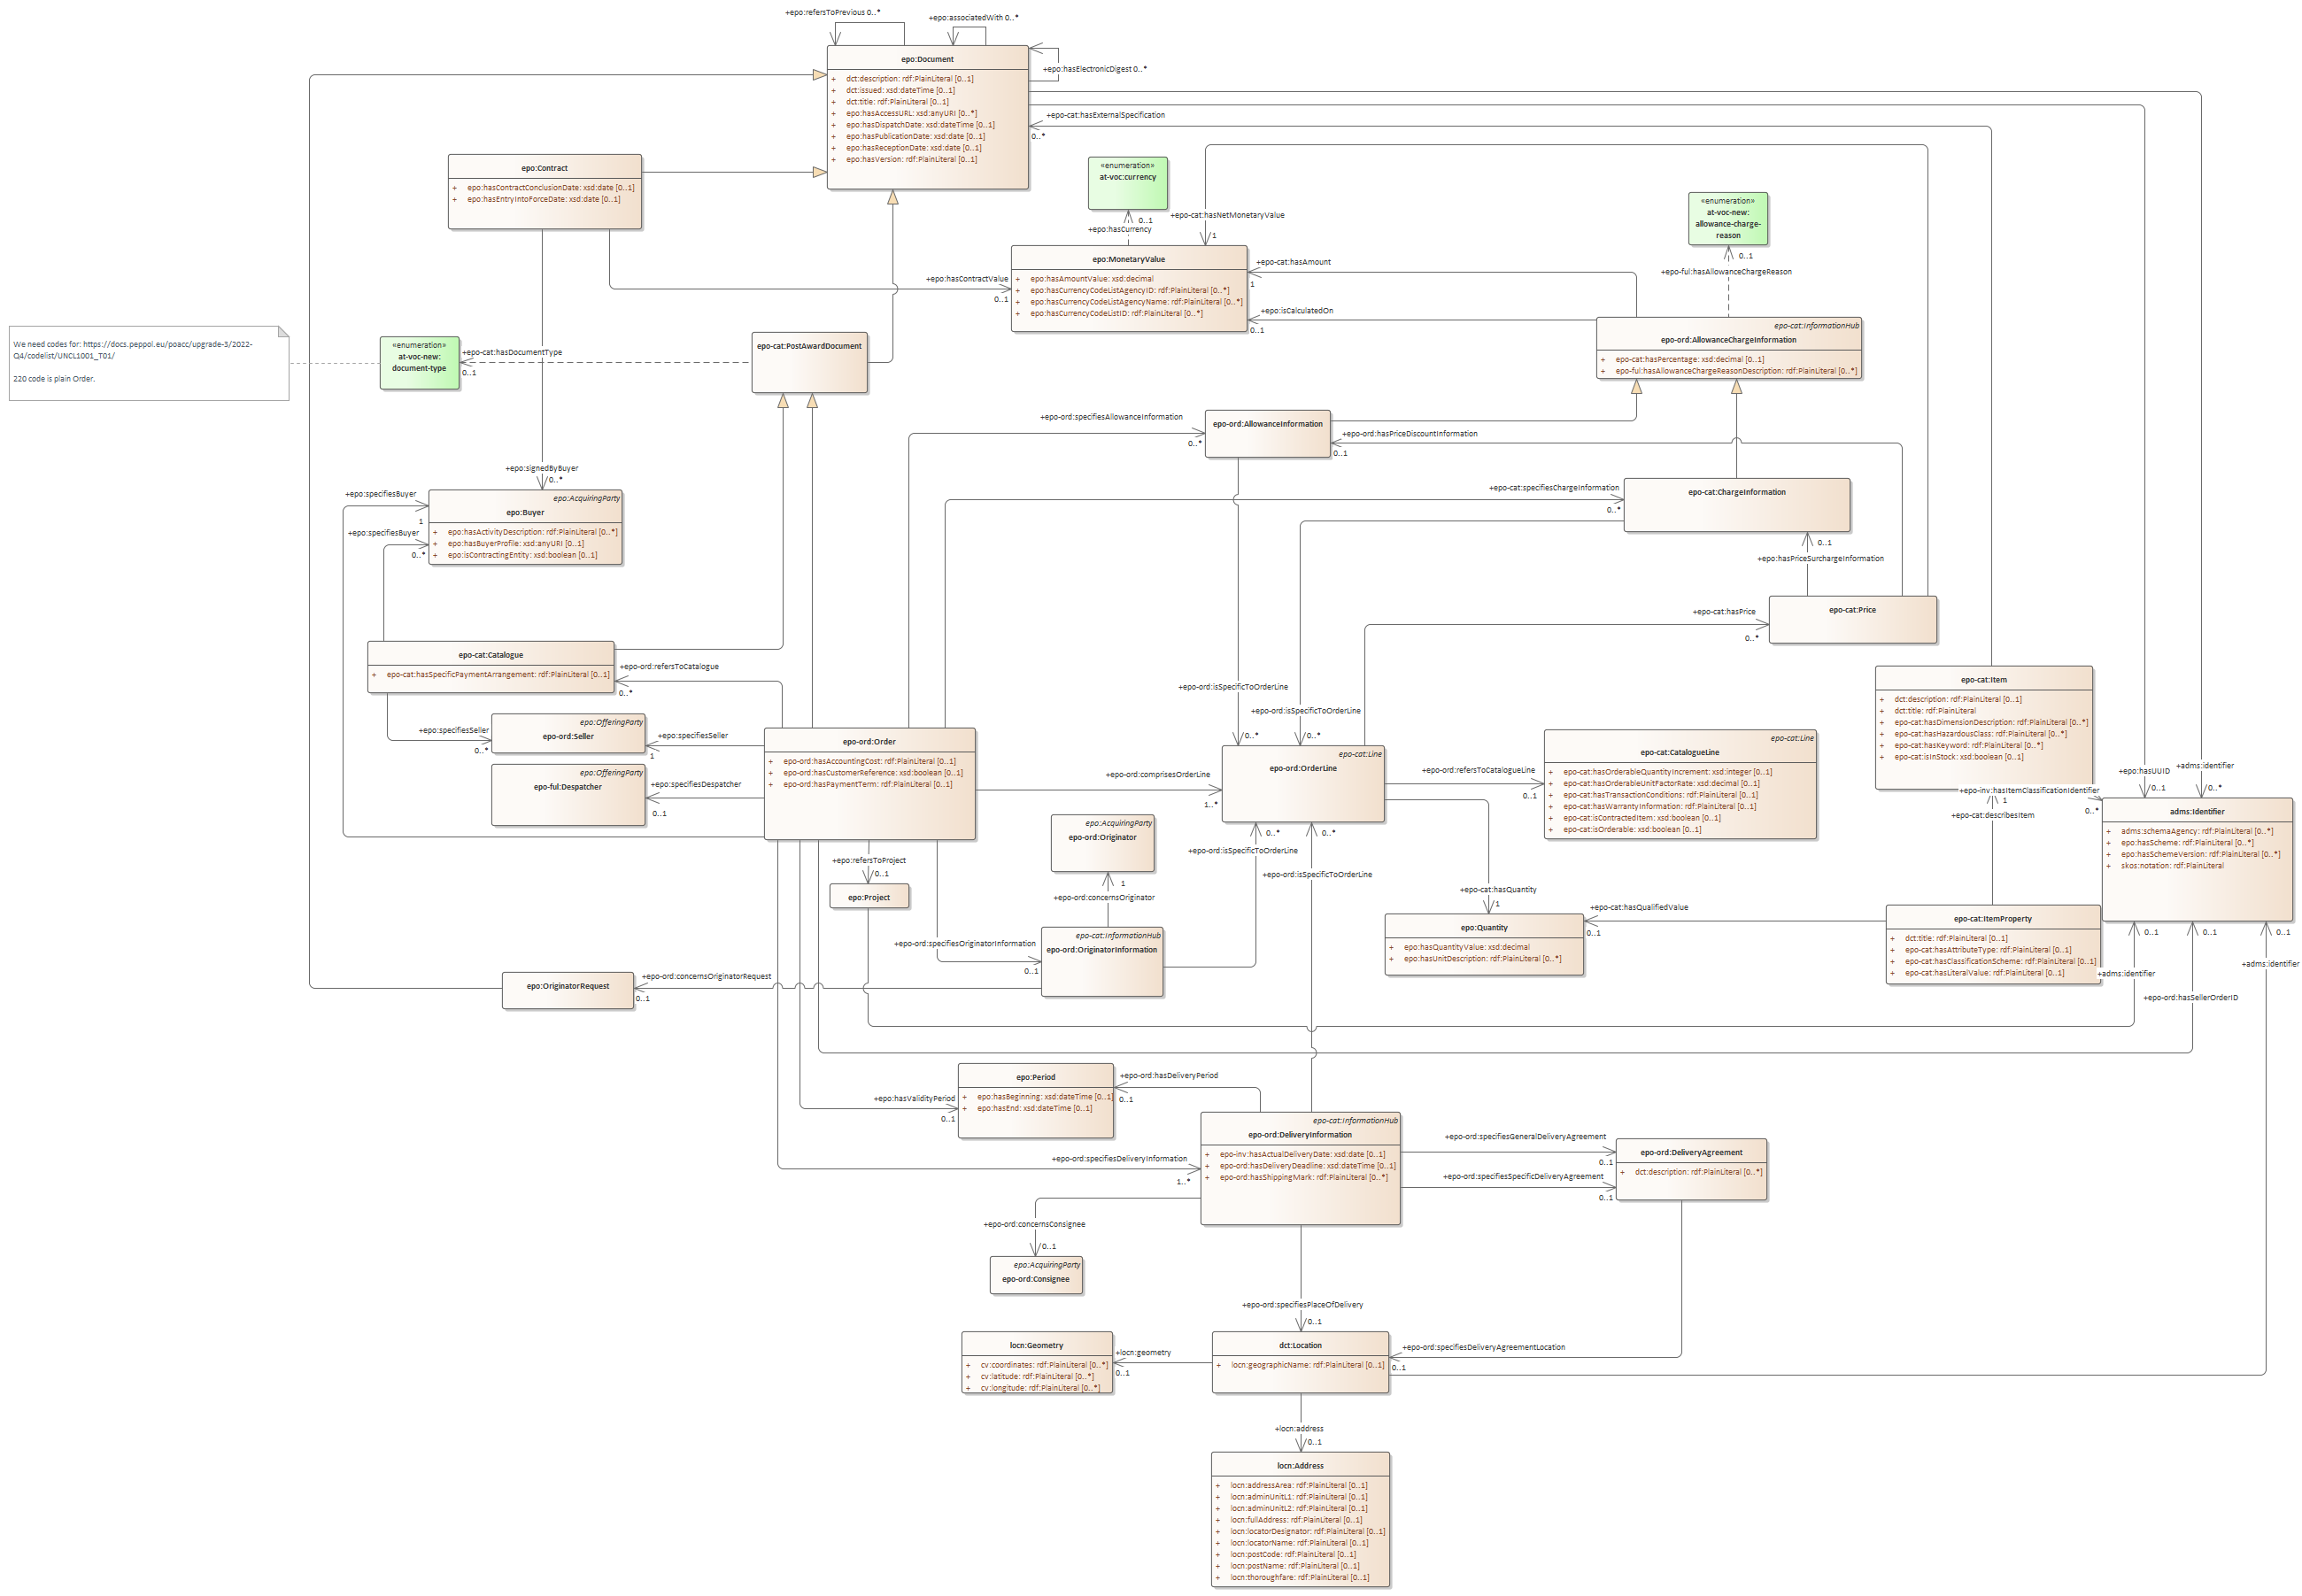 +epo:refersToPrevious 0..*
+epo:associatedWith 0..*
epo:Document
+ dct:description: rdf:PlainLiteral [0..1]
+ dct:issued: xsd:dateTime [0..1]
+ dct:title: rdf:PlainLiteral [0..1]
+ epo:hasAccessURL: xsd:anyURI [0..*]
+ epo:hasDispatchDate: xsd:dateTime [0..1]
+ epo:hasPublicationDate: xsd:date [0..1]
+ epo:hasReceptionDate: xsd:date [0..1]
+ epo:hasVersion: rdf:PlainLiteral [0..1]
+epo:hasElectronicDigest 0..*
+epo-cat:hasExternalSpecification
0..*
epo:Contract
+ epo:hasContractConclusionDate: xsd:date [0..1]
+ epo:hasEntryIntoForceDate: xsd:date [0..1]
«enumeration»
at-voc:currency
0..1
+epo:hasCurrency
+epo-cat:hasNetMonetaryValue
1
«enumeration»
at-voc-new:
allowance-charge-
reason
0..1
+epo-ful:hasAllowanceChargeReason
epo:MonetaryValue
+ epo:hasAmountValue: xsd:decimal
+ epo:hasCurrencyCodeListAgencyID: rdf:PlainLiteral [0..*]
+ epo:hasCurrencyCodeListAgencyName: rdf:PlainLiteral [0..*]
+ epo:hasCurrencyCodeListID: rdf:PlainLiteral [0..*]
+epo:hasContractValue
0..1
+epo-cat:hasAmount
1
+epo:isCalculatedOn
0..1
epo-cat:InformationHub
epo-ord:AllowanceChargeInformation
+ epo-cat:hasPercentage: xsd:decimal [0..1]
+ epo-ful:hasAllowanceChargeReasonDescription: rdf:PlainLiteral [0..*]
We need codes for: https://docs.peppol.eu/poacc/upgrade-3/2022-
Q4/codelist/UNCL1001_T01/
220 code is plain Order.
«enumeration»
at-voc-new:
document-type
+epo-cat:hasDocumentType
0..1
epo-cat:PostAwardDocument
+epo-ord:specifiesAllowanceInformation
0..*
epo-ord:AllowanceInformation
+epo-ord:hasPriceDiscountInformation
0..1
+epo:signedByBuyer
0..*
+epo-cat:specifiesChargeInformation
0..*
epo-cat:ChargeInformation
+epo:specifiesBuyer
1
+epo:specifiesBuyer
0..*
epo:AcquiringParty
epo:Buyer
+ epo:hasActivityDescription: rdf:PlainLiteral [0..*]
+ epo:hasBuyerProfile: xsd:anyURI [0..1]
+ epo:isContractingEntity: xsd:boolean [0..1]
0..1
+epo:hasPriceSurchargeInformation
+epo-cat:hasPrice
0..*
epo-cat:Price
epo-cat:Catalogue
+ epo-cat:hasSpecificPaymentArrangement: rdf:PlainLiteral [0..1]
+epo-ord:refersToCatalogue
0..*
+epo-ord:isSpecificToOrderLine
0..*
+epo-ord:isSpecificToOrderLine
0..*
epo-cat:Item
+ dct:description: rdf:PlainLiteral [0..1]
+ dct:title: rdf:PlainLiteral
+ epo-cat:hasDimensionDescription: rdf:PlainLiteral [0..*]
+ epo-cat:hasHazardousClass: rdf:PlainLiteral [0..*]
+ epo-cat:hasKeyword: rdf:PlainLiteral [0..*]
+ epo-cat:isInStock: xsd:boolean [0..1]
+epo:specifiesSeller
0..*
epo:OfferingParty
epo-ord:Seller
+epo:specifiesSeller
1
epo:OfferingParty
epo-ful:Despatcher
+epo:specifiesDespatcher
0..1
epo-ord:Order
+ epo-ord:hasAccountingCost: rdf:PlainLiteral [0..1]
+ epo-ord:hasCustomerReference: xsd:boolean [0..1]
+ epo-ord:hasPaymentTerm: rdf:PlainLiteral [0..1]
+epo-ord:comprisesOrderLine
1..*
epo-cat:Line
epo-ord:OrderLine
+epo-ord:refersToCatalogueLine
0..1
epo-cat:Line
epo-cat:CatalogueLine
+ epo-cat:hasOrderableQuantityIncrement: xsd:integer [0..1]
+ epo-cat:hasOrderableUnitFactorRate: xsd:decimal [0..1]
+ epo-cat:hasTransactionConditions: rdf:PlainLiteral [0..1]
+ epo-cat:hasWarrantyInformation: rdf:PlainLiteral [0..1]
+ epo-cat:isContractedItem: xsd:boolean [0..1]
+ epo-cat:isOrderable: xsd:boolean [0..1]
+epo:hasUUID
0..1
+adms:identifier
0..*
+epo-inv:hasItemClassificationIdentifier
0..*
1
+epo-cat:describesItem
adms:Identifier
+ adms:schemaAgency: rdf:PlainLiteral [0..*]
+ epo:hasScheme: rdf:PlainLiteral [0..*]
+ epo:hasSchemeVersion: rdf:PlainLiteral [0..*]
+ skos:notation: rdf:PlainLiteral
epo:AcquiringParty
epo-ord:Originator
1
+epo-ord:concernsOriginator
0..*
+epo-ord:isSpecificToOrderLine
0..*
+epo-ord:isSpecificToOrderLine
+epo:refersToProject
0..1
epo:Project
+epo-cat:hasQuantity
1
epo:Quantity
+ epo:hasQuantityValue: xsd:decimal
+ epo:hasUnitDescription: rdf:PlainLiteral [0..*]
+epo-cat:hasQualifiedValue
0..1
epo-cat:ItemProperty
+ dct:title: rdf:PlainLiteral [0..1]
+ epo-cat:hasAttributeType: rdf:PlainLiteral [0..1]
+ epo-cat:hasClassificationScheme: rdf:PlainLiteral [0..1]
+ epo-cat:hasLiteralValue: rdf:PlainLiteral [0..1]
0..1
+adms:identifier
0..1
+epo-ord:hasSellerOrderID
0..1
+adms:identifier
+epo-ord:specifiesOriginatorInformation
0..1
epo-cat:InformationHub
epo-ord:OriginatorInformation
epo:OriginatorRequest
+epo-ord:concernsOriginatorRequest
0..1
+epo:hasValidityPeriod
0..1
epo:Period
+ epo:hasBeginning: xsd:dateTime [0..1]
+ epo:hasEnd: xsd:dateTime [0..1]
+epo-ord:hasDeliveryPeriod
0..1
+epo-ord:specifiesDeliveryInformation
1..*
epo-cat:InformationHub
epo-ord:DeliveryInformation
+ epo-inv:hasActualDeliveryDate: xsd:date [0..1]
+ epo-ord:hasDeliveryDeadline: xsd:dateTime [0..1]
+ epo-ord:hasShippingMark: rdf:PlainLiteral [0..*]
+epo-ord:specifiesGeneralDeliveryAgreement
0..1
+epo-ord:specifiesSpecificDeliveryAgreement
0..1
epo-ord:DeliveryAgreement
+ dct:description: rdf:PlainLiteral [0..*]
+epo-ord:concernsConsignee
0..1
epo:AcquiringParty
epo-ord:Consignee
+epo-ord:specifiesPlaceOfDelivery
0..1
locn:Geometry
+ cv:coordinates: rdf:PlainLiteral [0..*]
+ cv:latitude: rdf:PlainLiteral [0..*]
+ cv:longitude: rdf:PlainLiteral [0..*]
+locn:geometry
0..1
dct:Location
+ locn:geographicName: rdf:PlainLiteral [0..1]
+epo-ord:specifiesDeliveryAgreementLocation
0..1
+locn:address
0..1
locn:Address
+ locn:addressArea: rdf:PlainLiteral [0..1]
+ locn:adminUnitL1: rdf:PlainLiteral [0..1]
+ locn:adminUnitL2: rdf:PlainLiteral [0..1]
+ locn:fullAddress: rdf:PlainLiteral [0..1]
+ locn:locatorDesignator: rdf:PlainLiteral [0..1]
+ locn:locatorName: rdf:PlainLiteral [0..1]
+ locn:postCode: rdf:PlainLiteral [0..1]
+ locn:postName: rdf:PlainLiteral [0..1]
+ locn:thoroughfare: rdf:PlainLiteral [0..1]